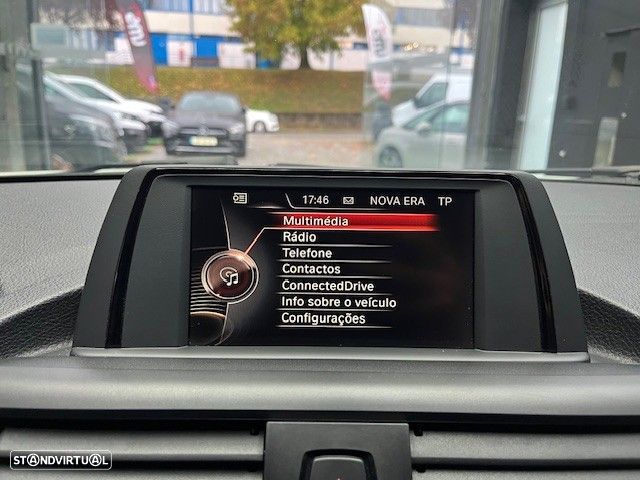 17:46 NOVA ERA TP
Multimédia
Rádio
Telefone
Contactos
ConnectedDrive
Info sobre o veículo
Configurações
STANDVIRTUAL